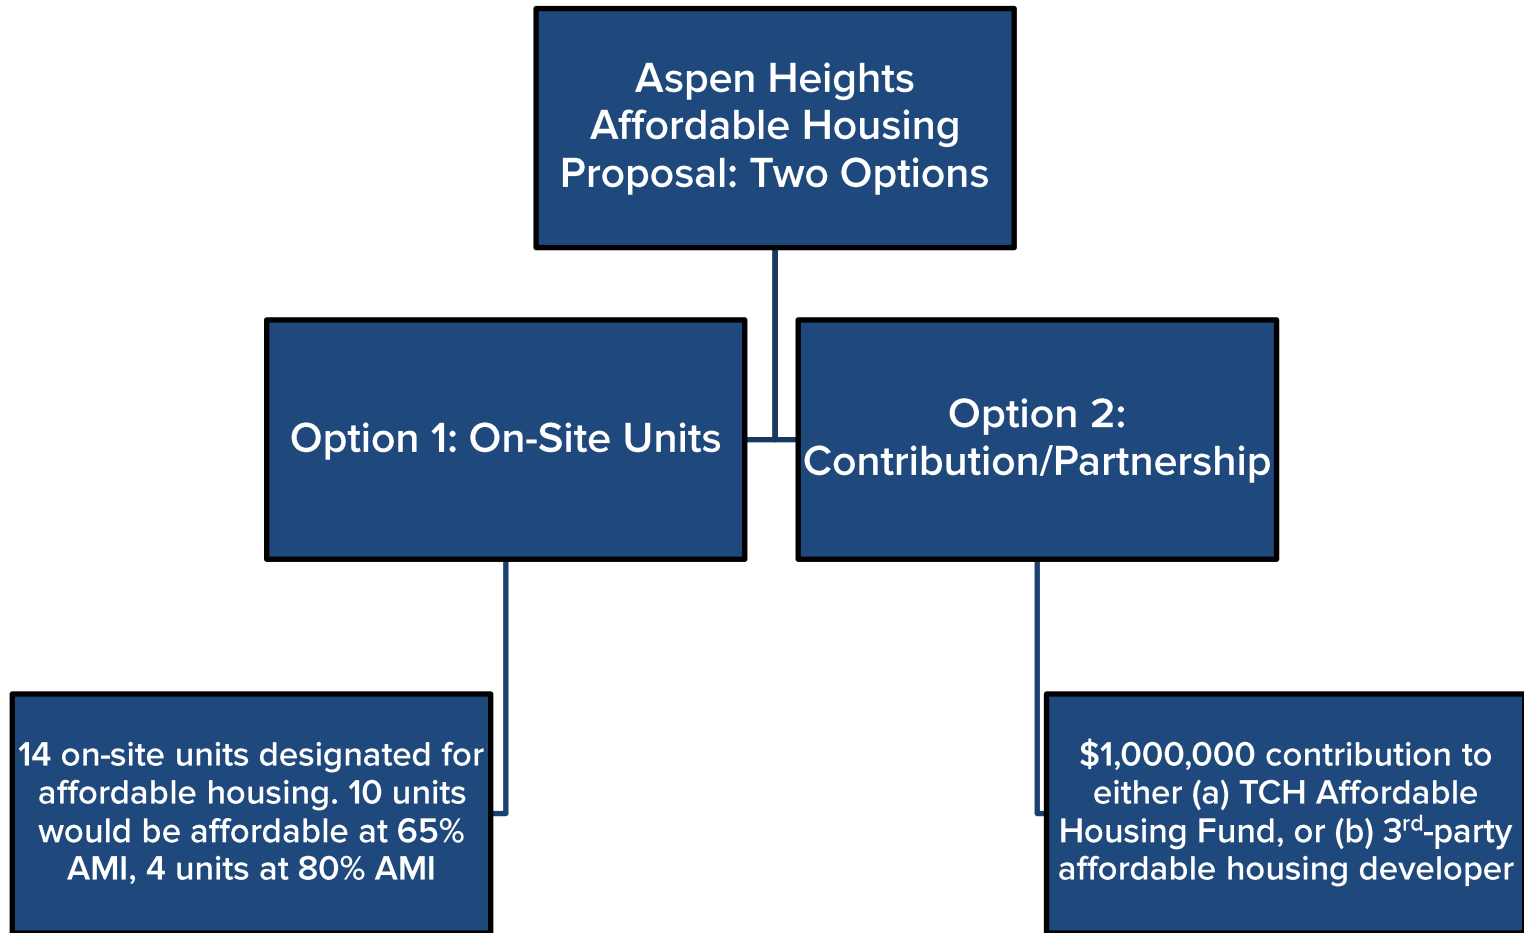 Aspen Heights
Affordable Housing
Proposal: Two Options
Option 1: On-Site Units
Option 2:
Contribution/Partnership
14 on-site units designated for
affordable housing. 10 units
would be affordable at 65%
AMI, 4 units at 80% AMI
$1,000,000 contribution to
either (a) TCH Affordable
Housing Fund, or (b) 3rd-party
affordable housing developer